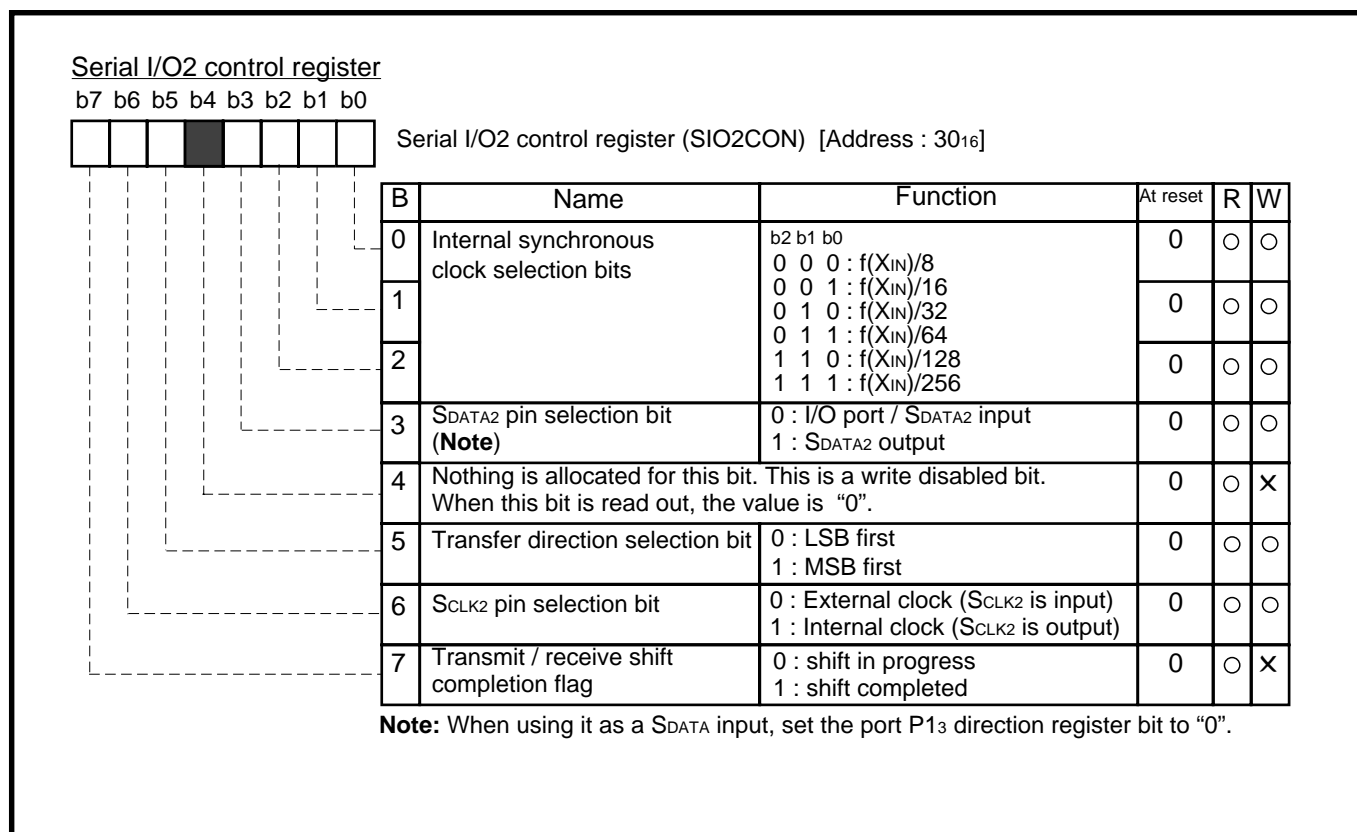 Serial I/O2 control register
b7 b6 b5 b4 b3 b2 b1 b0
Serial I/O2 control register (SIO2CON) [Address : 3016]
B Name Function At reset R W
0 Internal synchronous clock selection bits b2 b1 b0 0 ○ ○
0 0 0 : f(XIN)/8
0 0 1 : f(XIN)/16
1 0 1 0 : f(XIN)/32 0 ○ ○
0 1 1 : f(XIN)/64
2 1 1 0 : f(XIN)/128 0 ○ ○
1 1 1 : f(XIN)/256
3 SDATA2 pin selection bit 0 : I/O port / SDATA2 input 0 ○ ○
(Note) 1 : SDATA2 output
4 Nothing is allocated for this bit. This is a write disabled bit. 0 ○ ×
When this bit is read out, the value is “0”.
5 Transfer direction selection bit 0 : LSB first 0 ○ ○
1 : MSB first
6 SCLK2 pin selection bit 0 : External clock (SCLK2 is input) 0 ○ ○
1 : Internal clock (SCLK2 is output)
7 Transmit / receive shift 0 : shift in progress 0 ○ ×
completion flag 1 : shift completed
Note: When using it as a SDATA input, set the port P13 direction register bit to “0”.